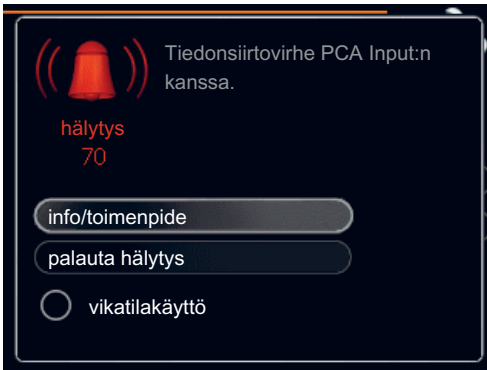 Tiedonsiirtovirhe PCA Input:n
kanssa.
hälytys
70
info/toimenpide
palauta hälytys
vikatilakäyttö